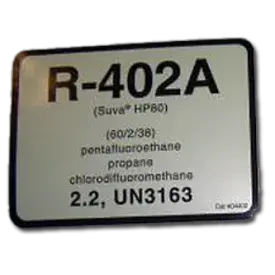 R-402A
(Suva® HP80)
(60/2/38)
pentafluoroethane
propane
chlorodifluoromethane
2.2, UN3163